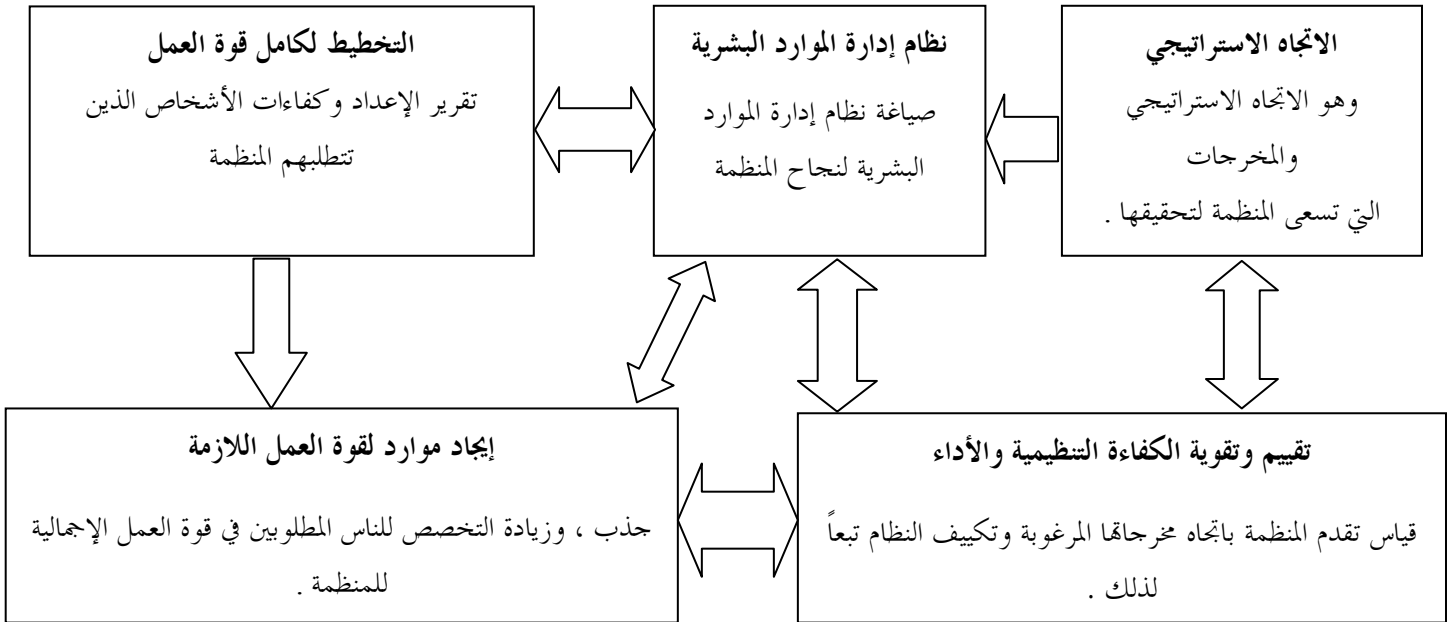 الاتجاه الاستراتيجي
وهو الاتجاه الاستراتيجي
والمخرجات
التي تسعى المنظمة لتحقيقها .
نظام إدارة الموارد البشرية
صياغة نظام إدارة الموارد
البشرية لنجاح المنظمة
التخطيط لكامل قوة العمل
تقرير الإعداد وكفاءات الأشخاص الذين
تتطلبهم المنظمة
تقييم وتقوية الكفاءة التنظيمية والأداء
قياس تقدم المنظمة باتجاه مخرجاتها المرغوبة وتكييف النظام تبعاً
لذلك .
إيجاد موارد لقوة العمل اللازمة
جذب ، وزيادة التخصص للناس المطلوبين في قوة العمل الإجمالية
للمنظمة .